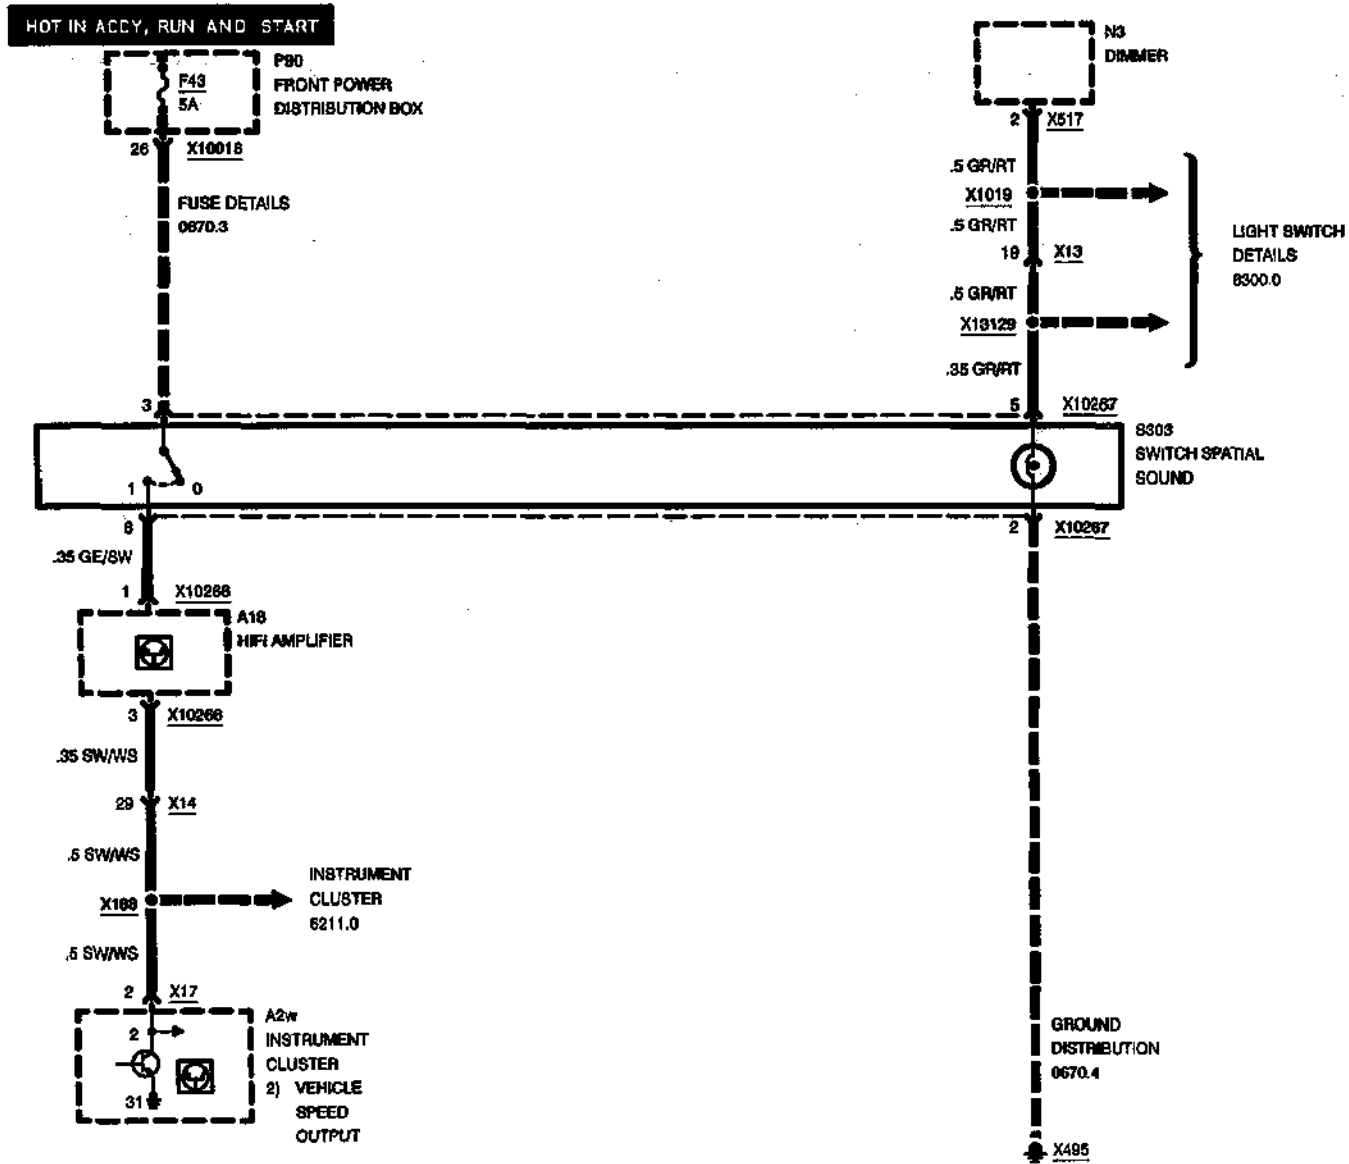 HOT IN ACCY, RUN AND START
P90
FRONT POWER
DISTRIBUTION BOX
F43
5A
26 X10018
FUSE DETAILS
0670.3
N3
DIMMER
2 X517
.5 GR/RT
X1019
.5 GR/RT
19 X13
.5 GR/RT
X13129
.35 GR/RT
LIGHT SWITCH
DETAILS
6300.0
3
5 X10267
S303
SWITCH SPATIAL
SOUND
1 0
6
2 X10267
.35 GE/SW
1 X10268
A18
HIFI AMPLIFIER
3 X10266
.35 SW/WS
29 X14
.5 SW/WS
X168
INSTRUMENT
CLUSTER
6211.0
.5 SW/WS
2 X17
A2w
INSTRUMENT
CLUSTER
2) VEHICLE
SPEED
OUTPUT
2
31
GROUND
DISTRIBUTION
0670.4
X495